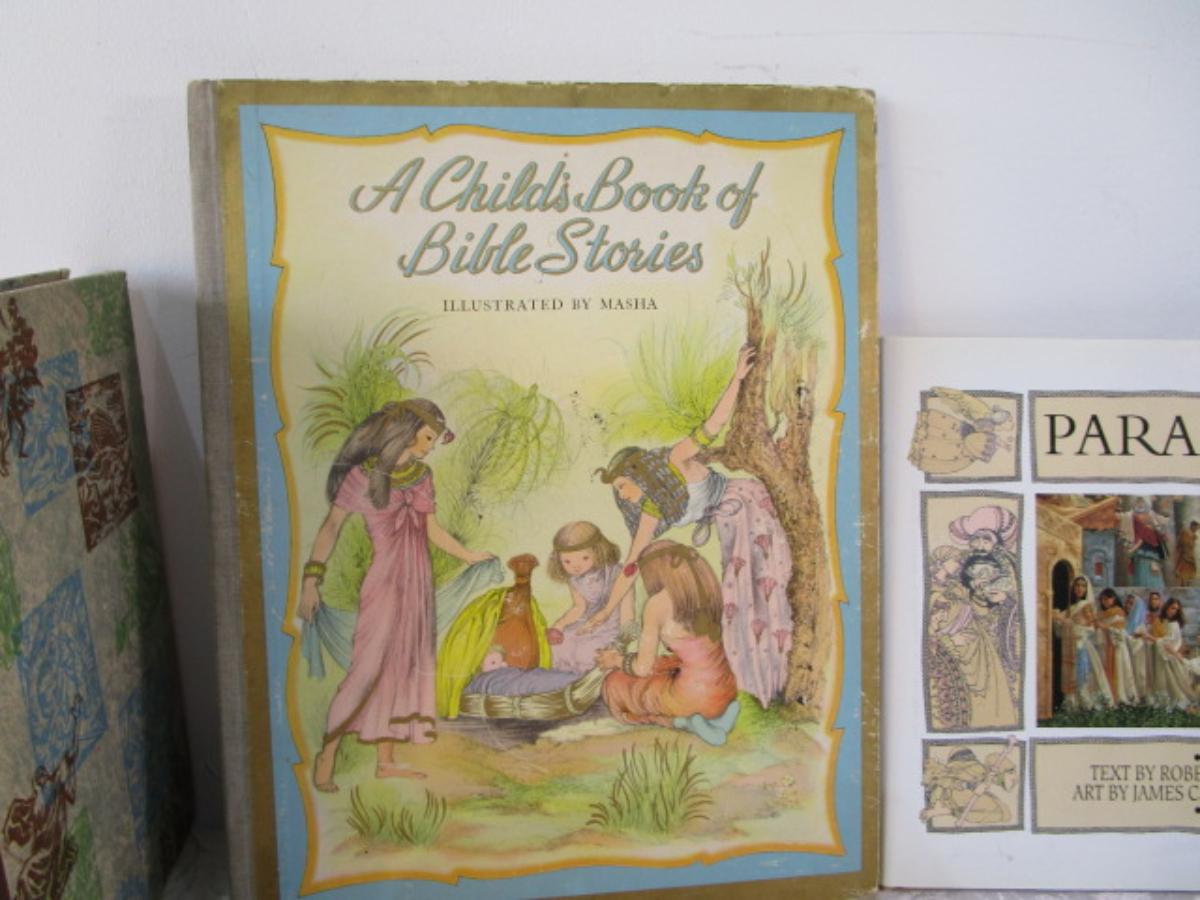 A Child's Book of
Bible Stories
ILLUSTRATED BY MASHA
PARA
TEXT BY ROBE
ART BY JAMES C